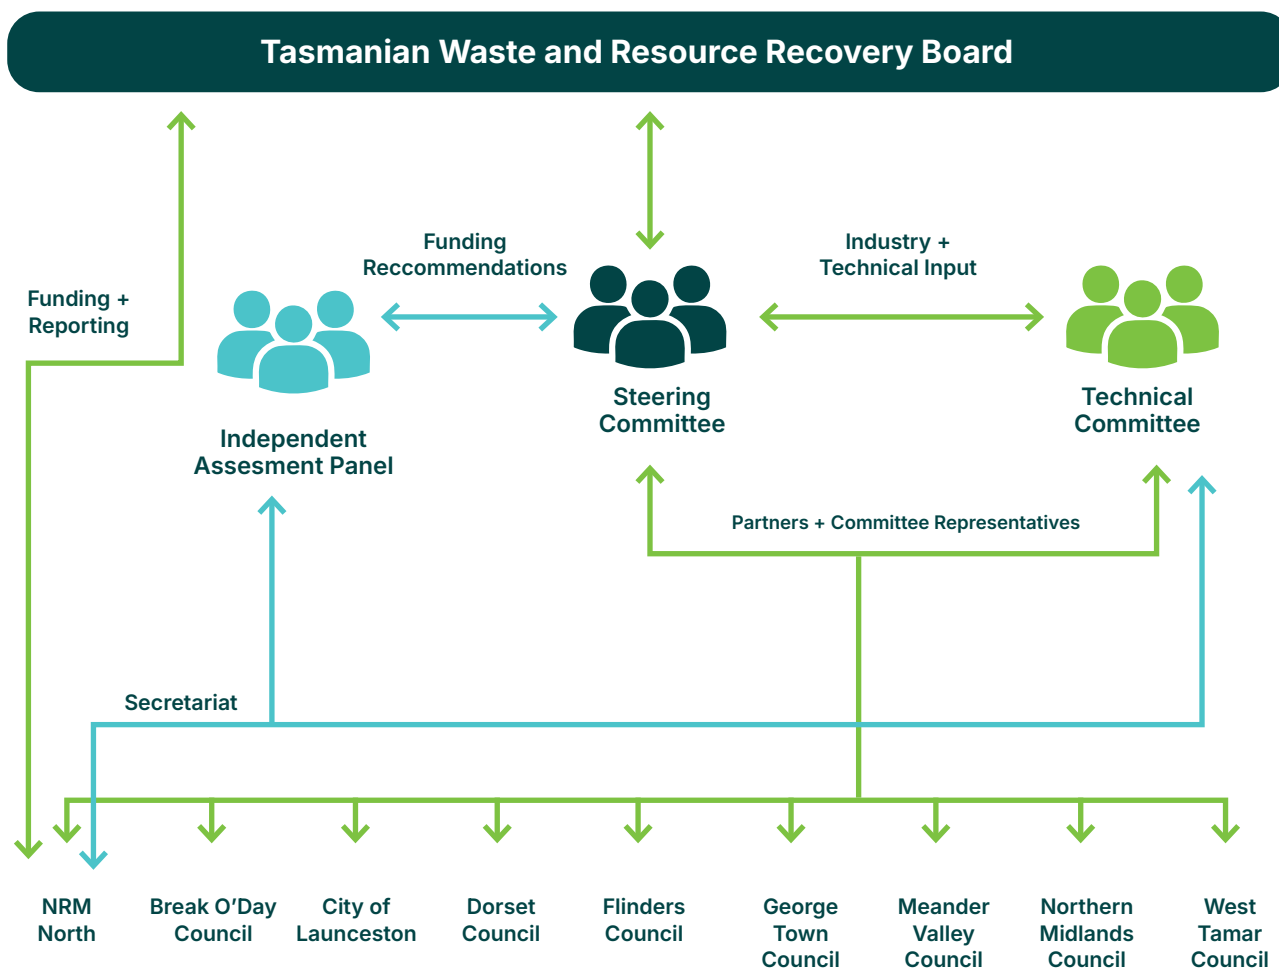 Tasmanian Waste and Resource Recovery Board
Funding
Reccommendations
Industry +
Technical Input
Funding +
Reporting
Steering
Committee
Technical
Committee
Independent
Assesment Panel
Partners + Committee Representatives
Secretariat
NRM
North
Break O’Day
Council
City of
Launceston
Dorset
Council
Flinders
Council
George
Town
Council
Meander
Valley
Council
Northern
Midlands
Council
West
Tamar
Council